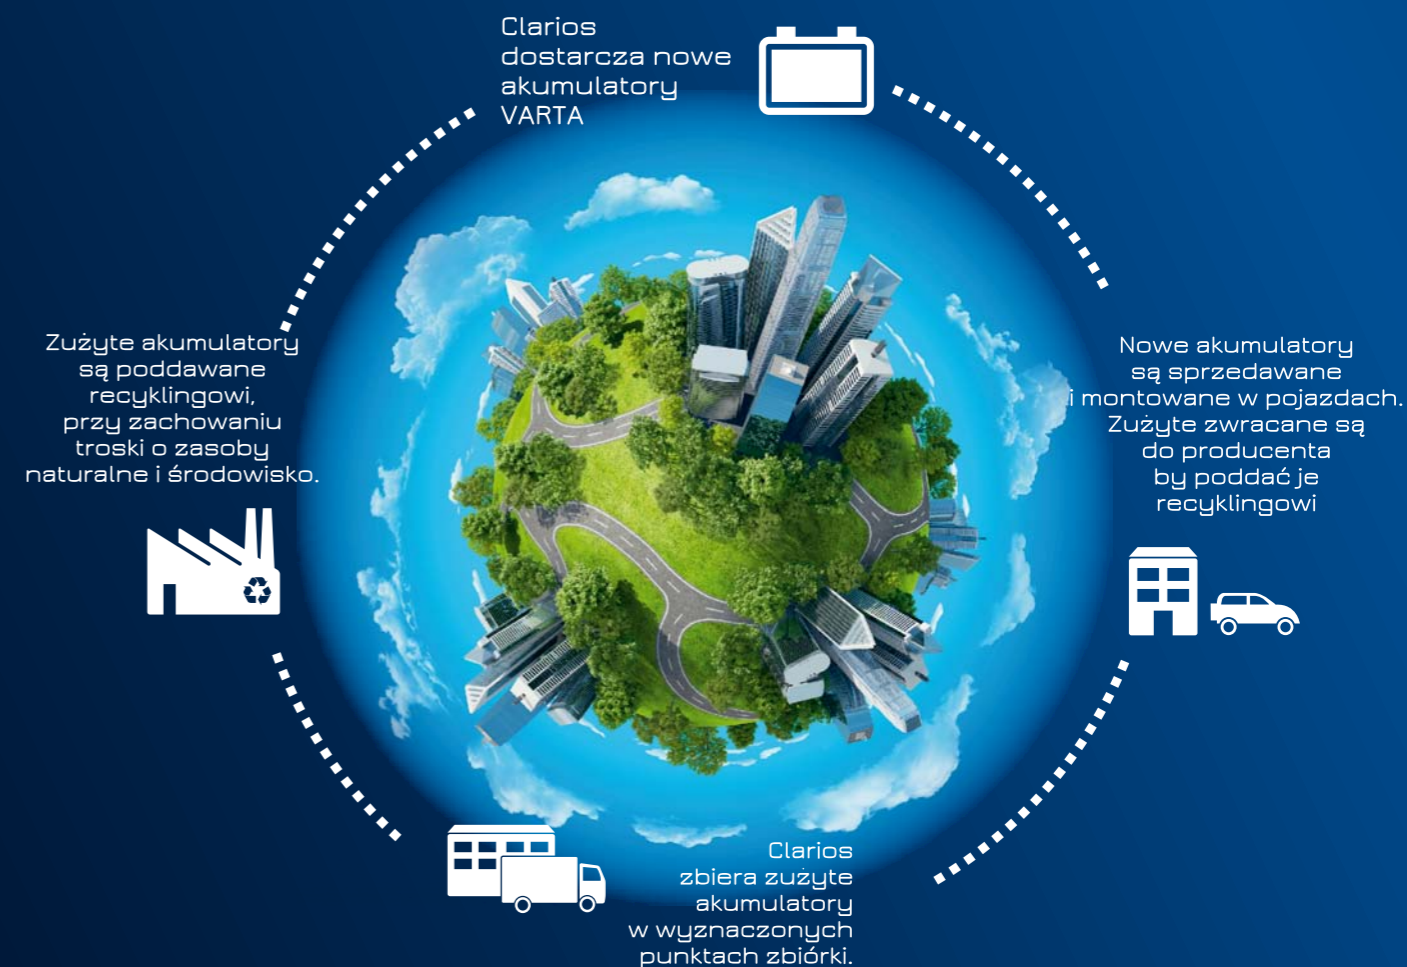 Clarios
dostarcza nowe
akumulatory
VARTA
Nowe akumulatory
są sprzedawane
i montowane w pojazdach.
Zużyte zwracane są
do producenta
by poddać je
recyklingowi
Clarios
zbiera zużyte
akumulatory
w wyznaczonych
punktach zbiórki.
Zużyte akumulatory
są poddawane
recyklingowi,
przy zachowaniu
troski o zasoby
naturalne i środowisko.